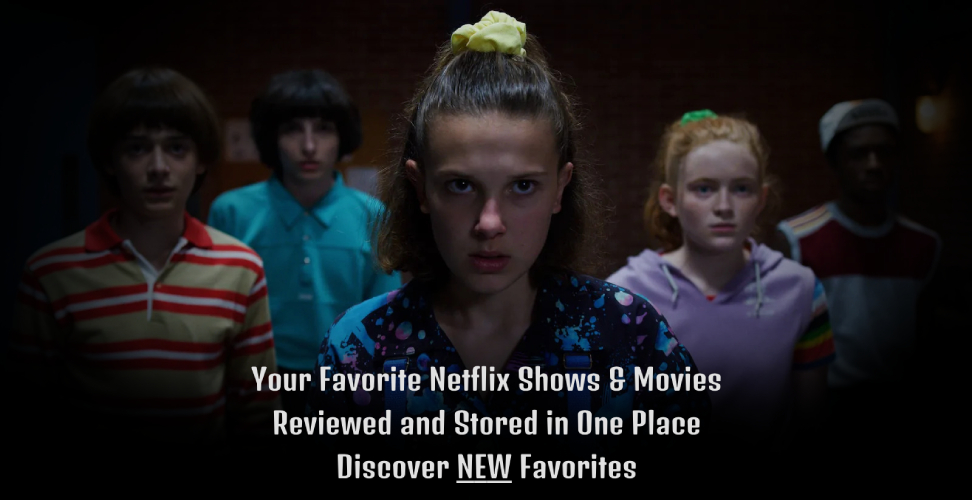 Your Favorite Netflix Shows & Movies
Reviewed and Stored in One Place
Discover NEW Favorites